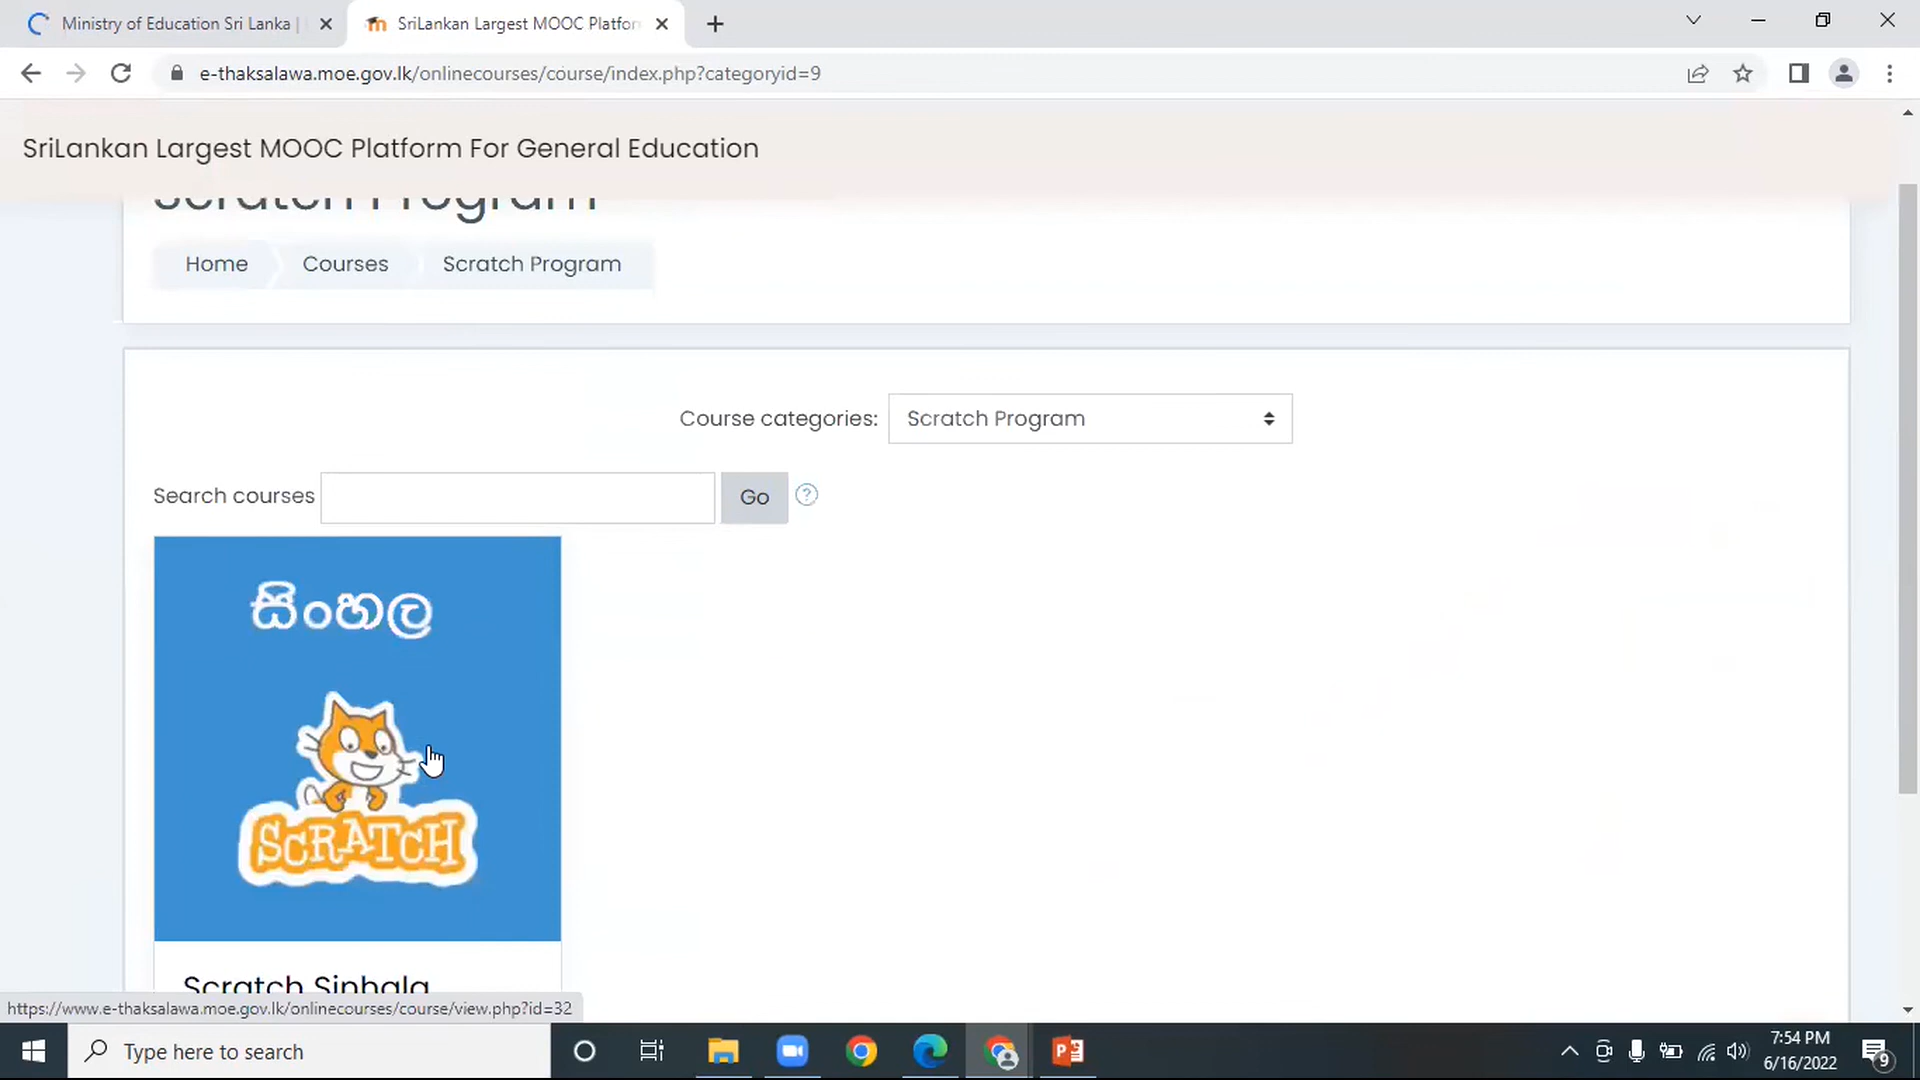 Ministry of Education Sri Lanka |
SriLankan Largest MOOC Platfor
e-thaksalawa.moe.gov.lk/onlinecourses/course/index.php?categoryid=9
SriLankan Largest MOOC Platform For General Education
Scratch Program
Home
Courses
Scratch Program
Course categories:
Scratch Program
Search courses
Go
?
සිංහල
SCRATCH
Scratch Sinhala
https://www.e-thaksalawa.moe.gov.lk/onlinecourses/course/view.php?id=32
Type here to search
7:54 PM
6/16/2022
9